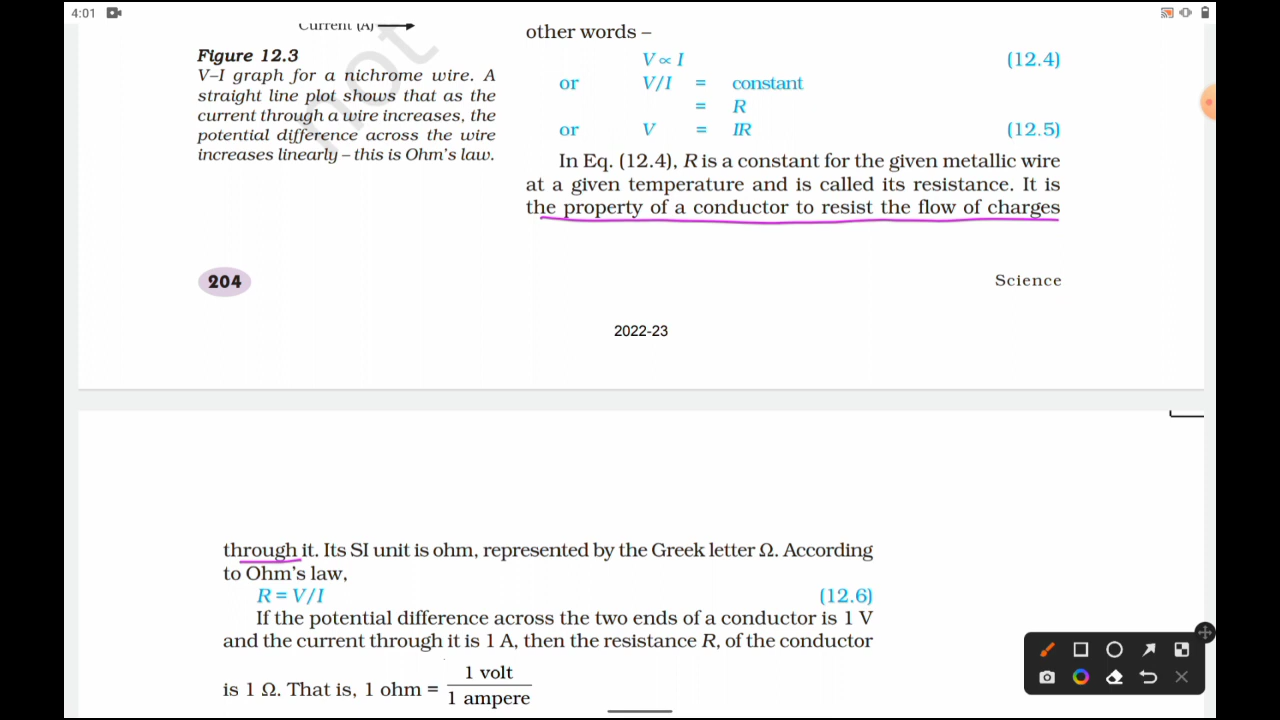 4:01
Current (A)
Figure 12.3
V–I graph for a nichrome wire. A
straight line plot shows that as the
current through a wire increases, the
potential difference across the wire
increases linearly – this is Ohm's law.
not
other words –
V ∝ I (12.4)
or V/I = constant
= R
or V = IR (12.5)
In Eq. (12.4), R is a constant for the given metallic wire
at a given temperature and is called its resistance. It is
the property of a conductor to resist the flow of charges
204
Science
2022-23
through it. Its SI unit is ohm, represented by the Greek letter Ω. According
to Ohm's law,
R = V/I (12.6)
If the potential difference across the two ends of a conductor is 1 V
and the current through it is 1 A, then the resistance R, of the conductor
is 1 Ω. That is, 1 ohm = 1 volt / 1 ampere